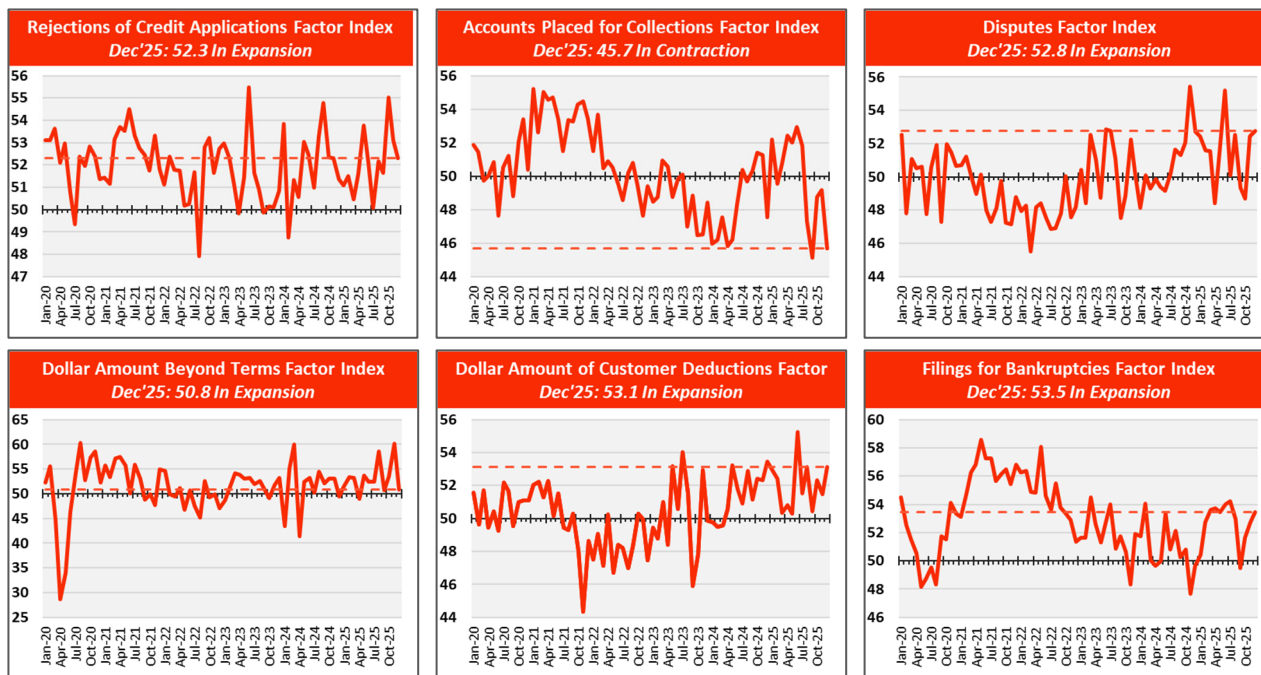 Rejections of Credit Applications Factor Index
Dec'25: 52.3 In Expansion
56
55
54
53
52
51
50
49
48
47
Jan-20
Apr-20
Jul-20
Oct-20
Jan-21
Apr-21
Jul-21
Oct-21
Jan-22
Apr-22
Jul-22
Oct-22
Jan-23
Apr-23
Jul-23
Oct-23
Jan-24
Apr-24
Jul-24
Oct-24
Jan-25
Apr-25
Jul-25
Oct-25
Accounts Placed for Collections Factor Index
Dec'25: 45.7 In Contraction
56
54
52
50
48
46
44
Jan-20
Apr-20
Jul-20
Oct-20
Jan-21
Apr-21
Jul-21
Oct-21
Jan-22
Apr-22
Jul-22
Oct-22
Jan-23
Apr-23
Jul-23
Oct-23
Jan-24
Apr-24
Jul-24
Oct-24
Jan-25
Apr-25
Jul-25
Oct-25
Disputes Factor Index
Dec'25: 52.8 In Expansion
56
54
52
50
48
46
44
Jan-20
Apr-20
Jul-20
Oct-20
Jan-21
Apr-21
Jul-21
Oct-21
Jan-22
Apr-22
Jul-22
Oct-22
Jan-23
Apr-23
Jul-23
Oct-23
Jan-24
Apr-24
Jul-24
Oct-24
Jan-25
Apr-25
Jul-25
Oct-25
Dollar Amount Beyond Terms Factor Index
Dec'25: 50.8 In Expansion
65
60
55
50
45
40
35
30
25
Jan-20
Apr-20
Jul-20
Oct-20
Jan-21
Apr-21
Jul-21
Oct-21
Jan-22
Apr-22
Jul-22
Oct-22
Jan-23
Apr-23
Jul-23
Oct-23
Jan-24
Apr-24
Jul-24
Oct-24
Jan-25
Apr-25
Jul-25
Oct-25
Dollar Amount of Customer Deductions Factor
Dec'25: 53.1 In Expansion
56
54
52
50
48
46
44
Jan-20
Apr-20
Jul-20
Oct-20
Jan-21
Apr-21
Jul-21
Oct-21
Jan-22
Apr-22
Jul-22
Oct-22
Jan-23
Apr-23
Jul-23
Oct-23
Jan-24
Apr-24
Jul-24
Oct-24
Jan-25
Apr-25
Jul-25
Oct-25
Filings for Bankruptcies Factor Index
Dec'25: 53.5 In Expansion
60
58
56
54
52
50
48
46
Jan-20
Apr-20
Jul-20
Oct-20
Jan-21
Apr-21
Jul-21
Oct-21
Jan-22
Apr-22
Jul-22
Oct-22
Jan-23
Apr-23
Jul-23
Oct-23
Jan-24
Apr-24
Jul-24
Oct-24
Jan-25
Apr-25
Jul-25
Oct-25